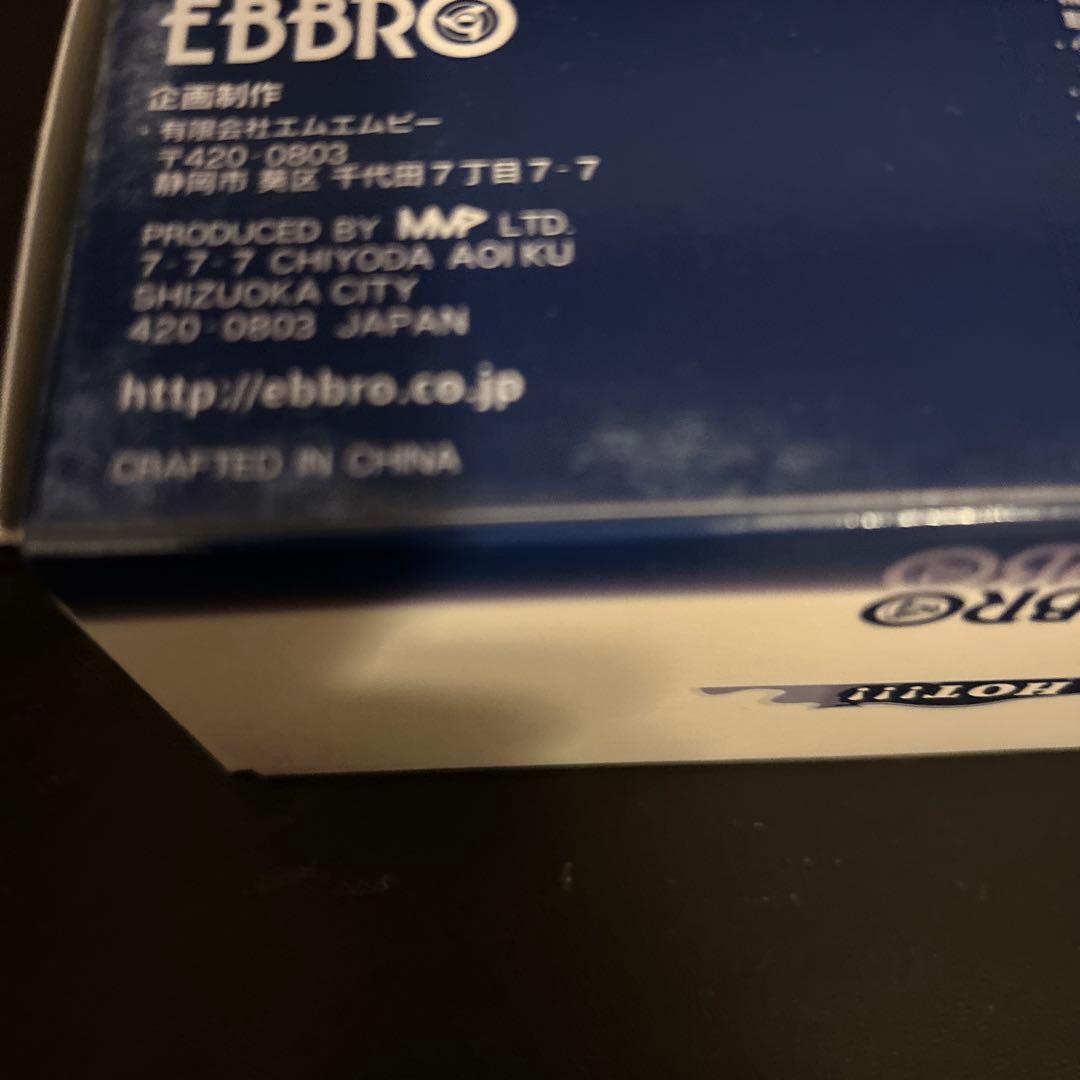 EBBRO
企画制作
・有限会社エムエムピー
〒420-0803
静岡市 葵区 千代田7丁目7-7
PRODUCED BY MMP LTD.
7-7-7 CHIYODA AOI KU
SHIZUOKA CITY
420-0803 JAPAN
http://ebbro.co.jp
CRAFTED IN CHINA
BRO
HOT!!!